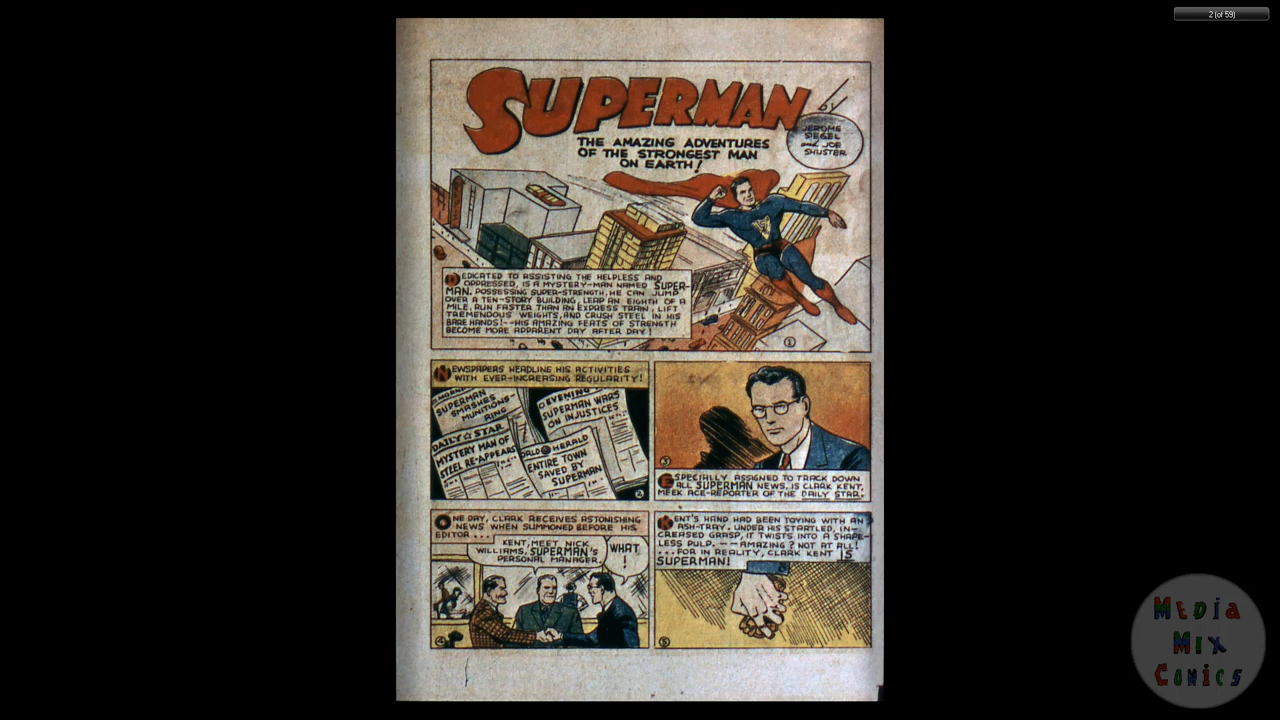 2 (of 59)
SUPERMAN
by
JEROME
SIEGEL
and JOE
SHUSTER
THE AMAZING ADVENTURES
OF THE STRONGEST MAN
ON EARTH!
DEDICATED TO ASSISTING THE HELPLESS AND
OPPRESSED, IS A MYSTERY-MAN NAMED SUPER-
MAN. POSSESSING SUPER-STRENGTH, HE CAN JUMP
OVER A TEN-STORY BUILDING, LEAP AN EIGHTH OF A
MILE, RUN FASTER THAN AN EXPRESS TRAIN, LIFT
TREMENDOUS WEIGHTS, AND CRUSH STEEL IN HIS
BARE HANDS!--HIS AMAZING FEATS OF STRENGTH
BECOME MORE APPARENT DAY AFTER DAY!
1
NEWSPAPERS HEADLINE HIS ACTIVITIES
WITH EVER-INCREASING REGULARITY!
SUPERMAN
SMASHES
MUNITIONS-
RING
EVENING
SUPERMAN WARS
ON INJUSTICES
DAILY STAR
MYSTERY MAN OF
STEEL RE-APPEARS
HERALD
ENTIRE TOWN
SAVED BY
SUPERMAN
2
3
ESPECIALLY ASSIGNED TO TRACK DOWN
ALL SUPERMAN NEWS, IS CLARK KENT,
MEEK ACE-REPORTER OF THE DAILY STAR.
ONE DAY, CLARK RECEIVES ASTONISHING
NEWS WHEN SUMMONED BEFORE HIS
EDITOR...
KENT, MEET NICK
WILLIAMS, SUPERMAN'S
PERSONAL MANAGER.
WHAT
!
4
KENT'S HAND HAD BEEN TOYING WITH AN
ASH-TRAY. UNDER HIS STARTLED, IN-
CREASED GRASP, IT TWISTS INTO A SHAPE-
LESS PULP. -- AMAZING? NOT AT ALL!
...FOR IN REALITY, CLARK KENT IS
SUPERMAN!
5
MEDIA
MIX
COMICS